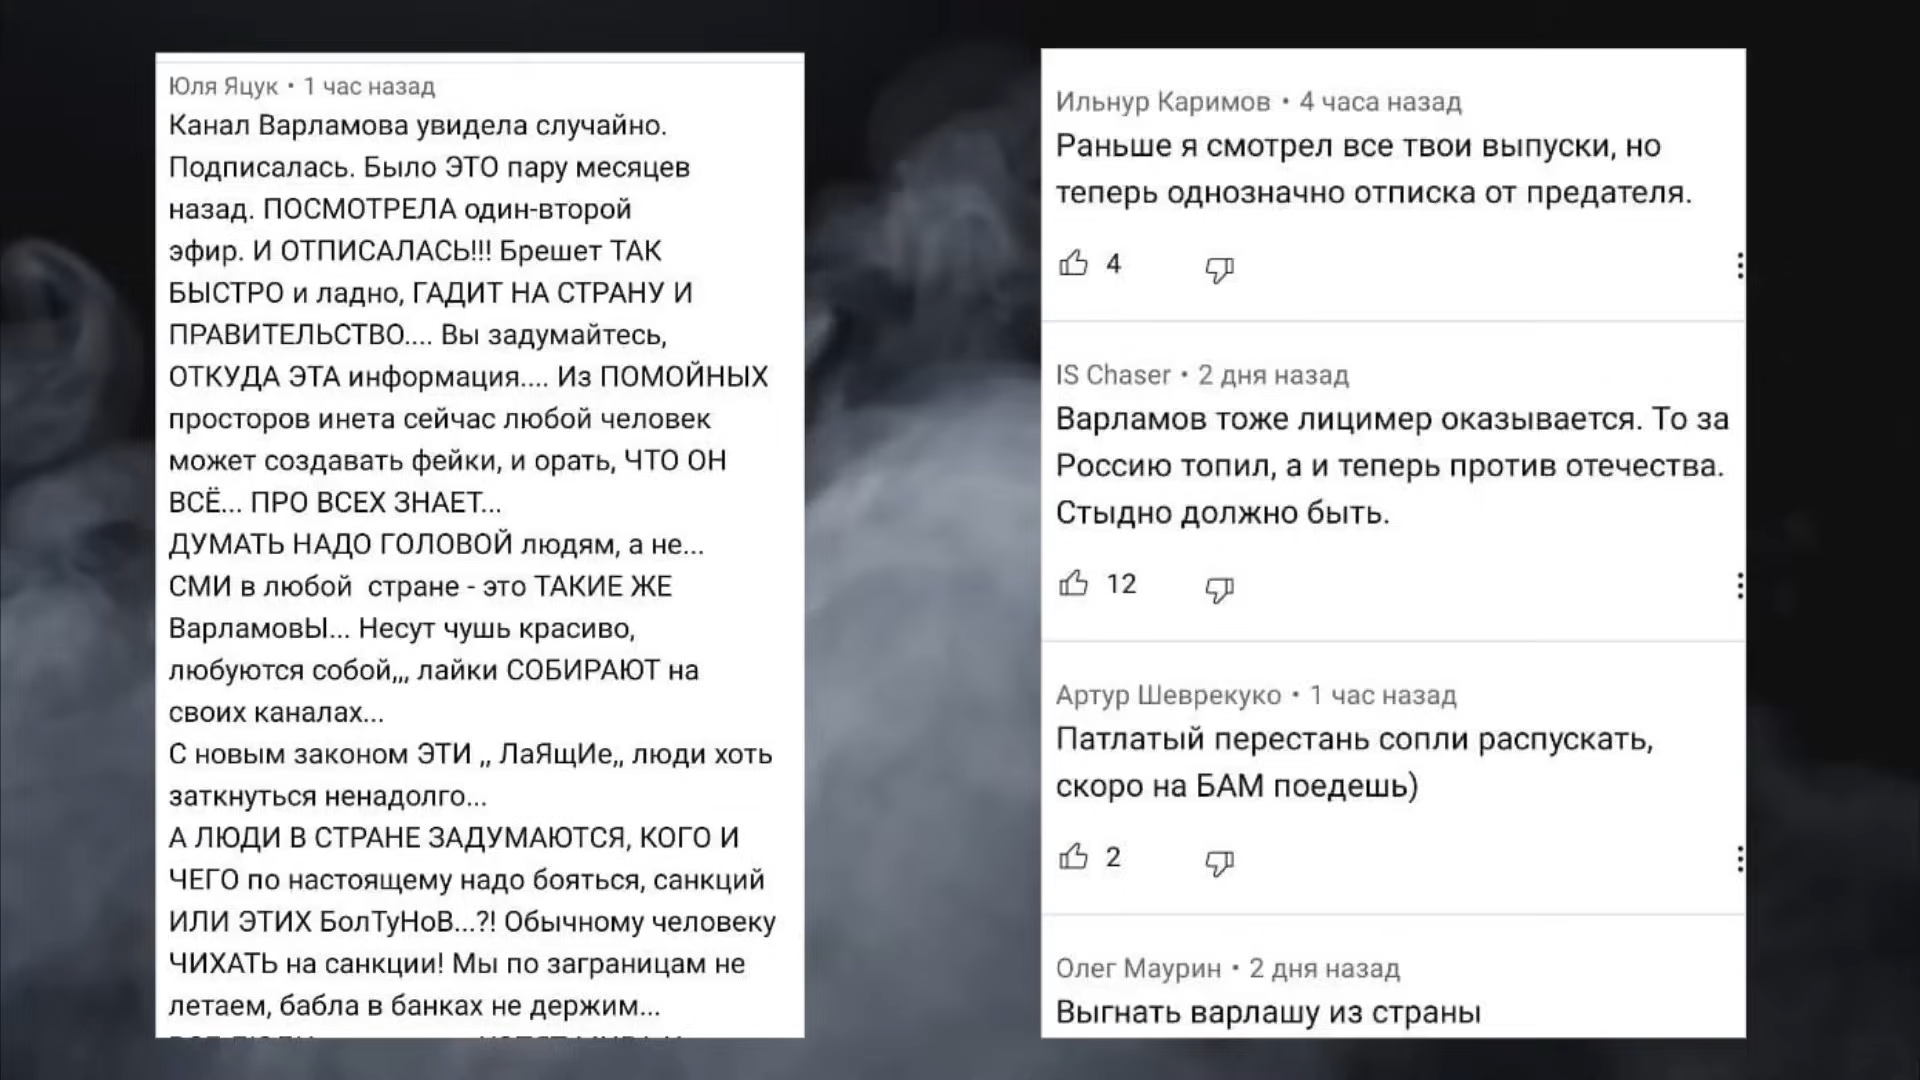 Юля Яцук • 1 час назад
Канал Варламова увидела случайно.
Подписалась. Было ЭТО пару месяцев
назад. ПОСМОТРЕЛА один-второй
эфир. И ОТПИСАЛАСЬ!!! Брешет ТАК
БЫСТРО и ладно, ГАДИТ НА СТРАНУ И
ПРАВИТЕЛЬСТВО.... Вы задумайтесь,
ОТКУДА ЭТА информация.... Из ПОМОЙНЫХ
просторов инета сейчас любой человек
может создавать фейки, и орать, ЧТО ОН
ВСЁ... ПРО ВСЕХ ЗНАЕТ...
ДУМАТЬ НАДО ГОЛОВОЙ людям, а не...
СМИ в любой  стране - это ТАКИЕ ЖЕ
ВарламовЫ... Несут чушь красиво,
любуются собой,,, лайки СОБИРАЮТ на
своих каналах...
С новым законом ЭТИ ,, ЛаЯщИе,, люди хоть
заткнуться ненадолго...
А ЛЮДИ В СТРАНЕ ЗАДУМАЮТСЯ, КОГО И
ЧЕГО по настоящему надо бояться, санкций
ИЛИ ЭТИХ БолТуНоВ...?! Обычному человеку
ЧИХАТЬ на санкции! Мы по заграницам не
летаем, бабла в банках не держим...
Ильнур Каримов • 4 часа назад
Раньше я смотрел все твои выпуски, но
теперь однозначно отписка от предателя.
4
IS Chaser • 2 дня назад
Варламов тоже лицимер оказывается. То за
Россию топил, а и теперь против отечества.
Стыдно должно быть.
12
Артур Шеврекуко • 1 час назад
Патлатый перестань сопли распускать,
скоро на БАМ поедешь)
2
Олег Маурин • 2 дня назад
Выгнать варлашу из страны